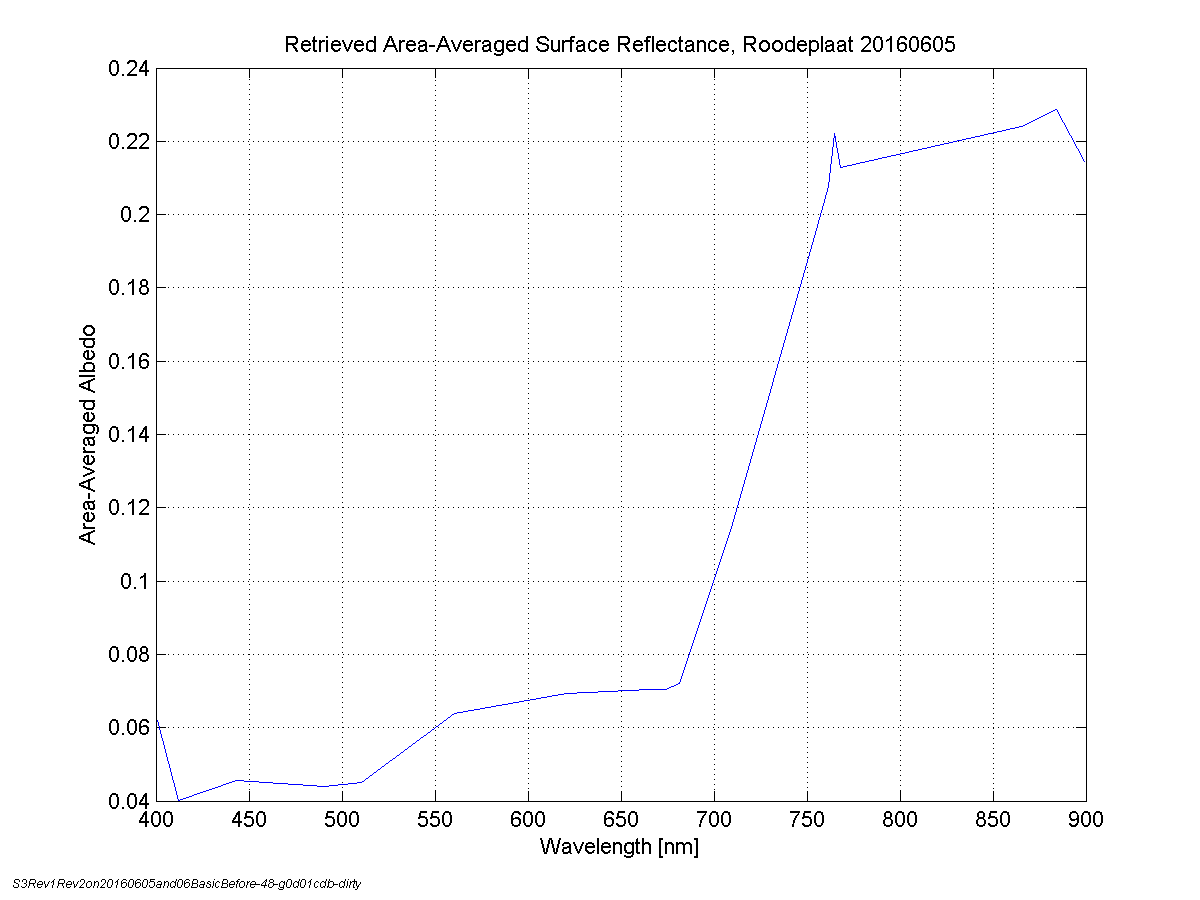 Retrieved Area-Averaged Surface Reflectance, Roodeplaat 20160605
0.24
0.22
0.2
0.18
0.16
0.14
0.12
0.1
0.08
0.06
0.04
Area-Averaged Albedo
400 450 500 550 600 650 700 750 800 850 900
Wavelength [nm]
S3Rev1Rev2on20160605and06BasicBefore-48-g0d01cdb-dirty